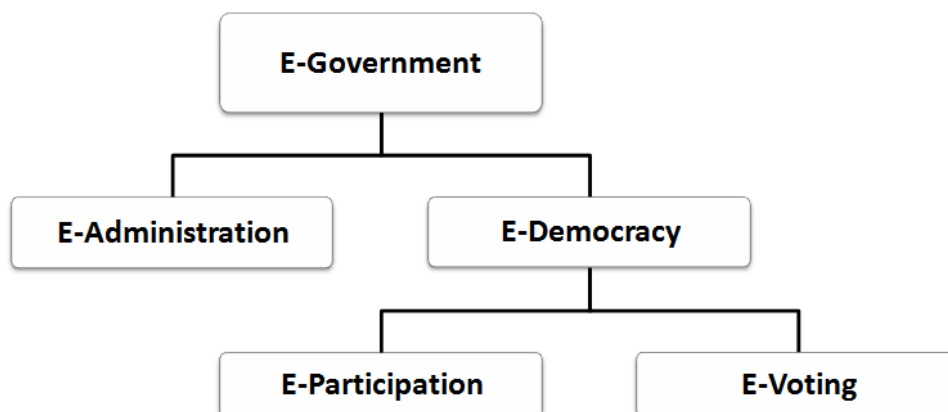 E-Government
E-Administration
E-Democracy
E-Participation
E-Voting